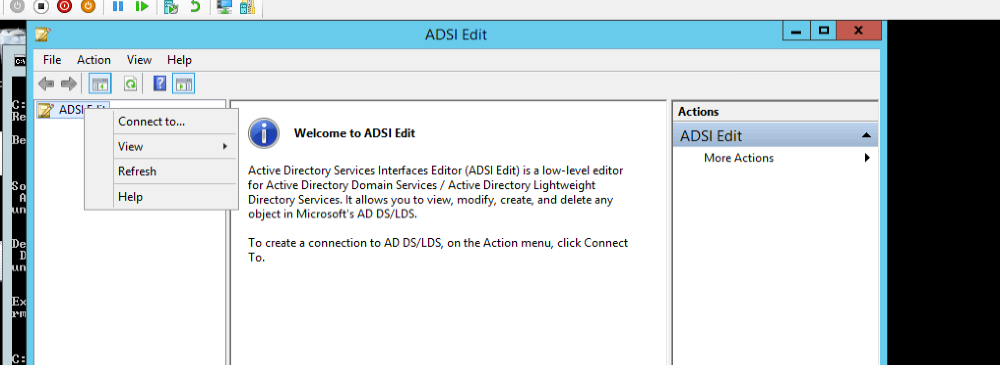 ADSI Edit
File Action View Help
C:
Re
Be
So
A
un
De
D
un
Ex
rm
C:
ADSI Edit
Connect to...
View
Refresh
Help
Welcome to ADSI Edit
Active Directory Services Interfaces Editor (ADSI Edit) is a low-level editor
for Active Directory Domain Services / Active Directory Lightweight
Directory Services. It allows you to view, modify, create, and delete any
object in Microsoft's AD DS/LDS.
To create a connection to AD DS/LDS, on the Action menu, click Connect
To.
Actions
ADSI Edit
More Actions